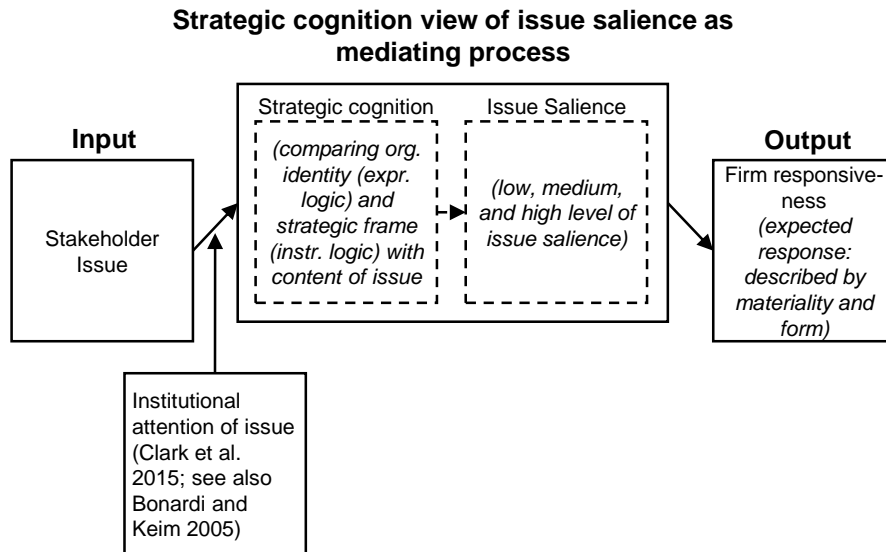 Strategic cognition view of issue salience as
mediating process
Input
Stakeholder
Issue
Strategic cognition
(comparing org.
identity (expr.
logic) and
strategic frame
(instr. logic) with
content of issue
Issue Salience
(low, medium,
and high level of
issue salience)
Output
Firm responsive-
ness
(expected
response:
described by
materiality and
form)
Institutional
attention of issue
(Clark et al.
2015; see also
Bonardi and
Keim 2005)